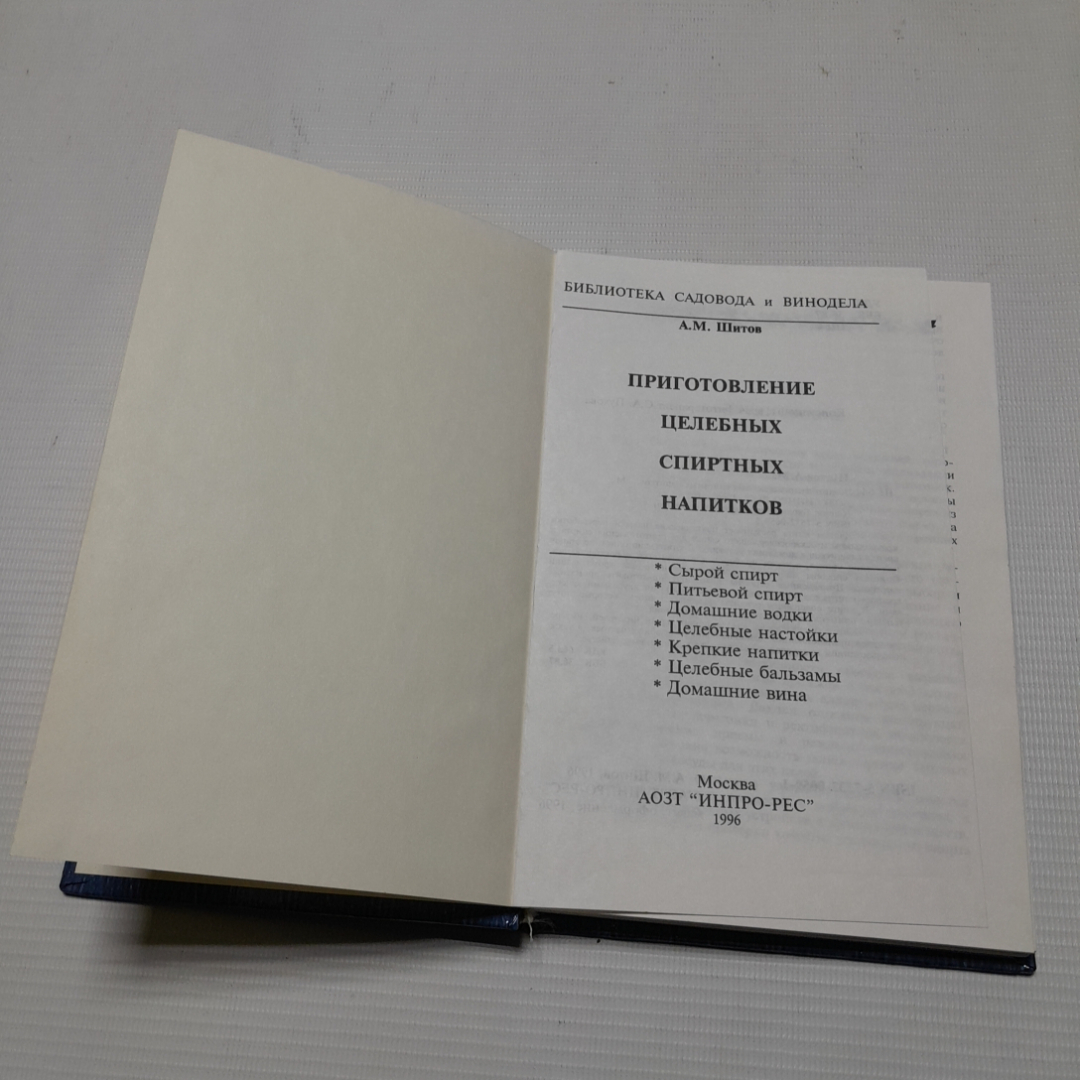 БИБЛИОТЕКА САДОВОДА и ВИНОДЕЛА
А.М. Шитов
ПРИГОТОВЛЕНИЕ
ЦЕЛЕБНЫХ
СПИРТНЫХ
НАПИТКОВ
* Сырой спирт
* Питьевой спирт
* Домашние водки
* Целебные настойки
* Крепкие напитки
* Целебные бальзамы
* Домашние вина
Москва
АОЗТ “ИНПРО-РЕС”
1996